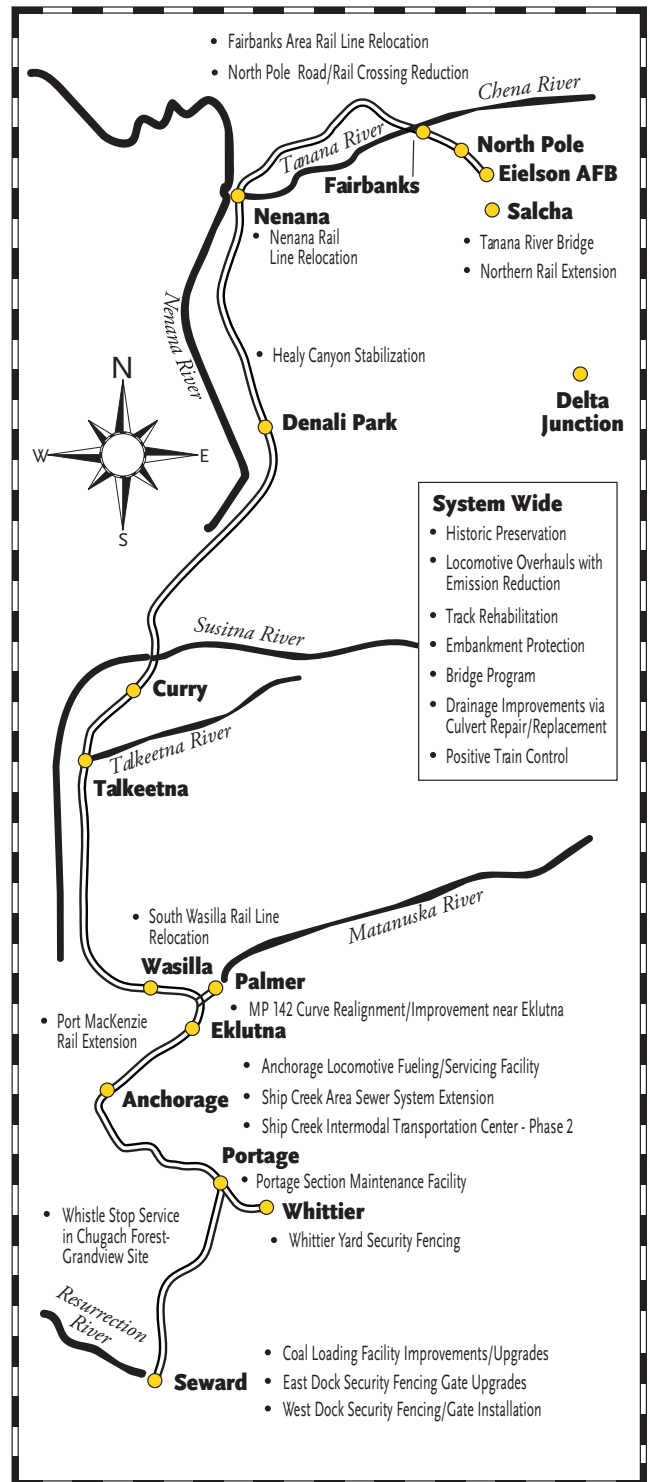 • Fairbanks Area Rail Line Relocation
• North Pole Road/Rail Crossing Reduction
Chena River
Tanana River
North Pole
Fairbanks
Eielson AFB
Salcha
Nenana
• Nenana Rail
Line Relocation
• Tanana River Bridge
• Northern Rail Extension
Nenana River
• Healy Canyon Stabilization
N
W
E
S
Denali Park
Delta
Junction
System Wide
• Historic Preservation
• Locomotive Overhauls with
Emission Reduction
• Track Rehabilitation
• Embankment Protection
• Bridge Program
• Drainage Improvements via
Culvert Repair/Replacement
• Positive Train Control
Susitna River
Curry
Talkeetna River
Talkeetna
Matanuska River
• South Wasilla Rail Line
Relocation
Wasilla
Palmer
• MP 142 Curve Realignment/Improvement near Eklutna
• Port MacKenzie
Rail Extension
Eklutna
• Anchorage Locomotive Fueling/Servicing Facility
Anchorage
• Ship Creek Area Sewer System Extension
• Ship Creek Intermodal Transportation Center - Phase 2
Portage
• Portage Section Maintenance Facility
• Whistle Stop Service
in Chugach Forest-
Grandview Site
Whittier
• Whittier Yard Security Fencing
Resurrection
River
Seward
• Coal Loading Facility Improvements/Upgrades
• East Dock Security Fencing Gate Upgrades
• West Dock Security Fencing/Gate Installation